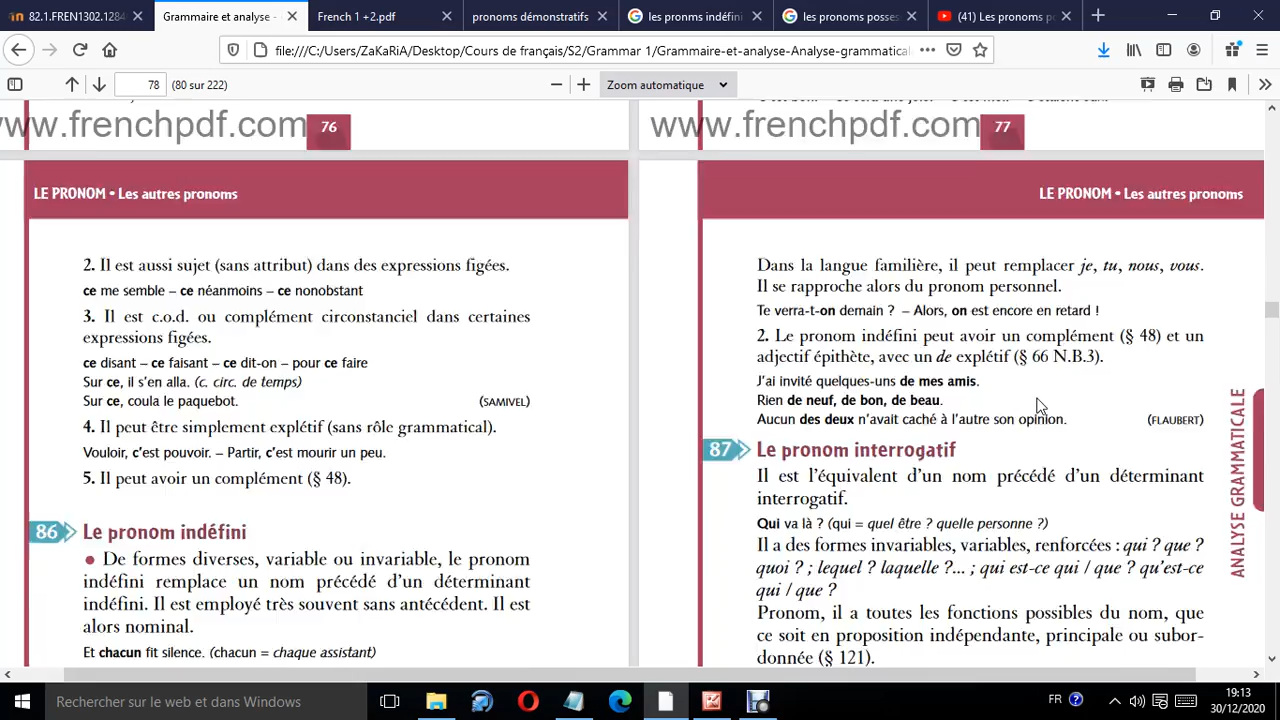 82.1.FREN1302.1284
Grammaire et analyse -
French 1 +2.pdf
pronoms démonstratifs
les pronms indéfini
les pronoms posses
(41) Les pronoms p
file:///C:/Users/ZaKaRiA/Desktop/Cours de français/S2/Grammar 1/Grammaire-et-analyse-Analyse-grammatical
78
(80 sur 222)
Zoom automatique
www.frenchpdf.com
76
www.frenchpdf.com
77
LE PRONOM • Les autres pronoms
2. Il est aussi sujet (sans attribut) dans des expressions figées.
ce me semble – ce néanmoins – ce nonobstant
3. Il est c.o.d. ou complément circonstanciel dans certaines
expressions figées.
ce disant – ce faisant – ce dit-on – pour ce faire
Sur ce, il s’en alla. (c. circ. de temps)
Sur ce, coula le paquebot. (SAMIVEL)
4. Il peut être simplement explétif (sans rôle grammatical).
Vouloir, c’est pouvoir. – Partir, c’est mourir un peu.
5. Il peut avoir un complément (§ 48).
86 Le pronom indéfini
● De formes diverses, variable ou invariable, le pronom
indéfini remplace un nom précédé d’un déterminant
indéfini. Il est employé très souvent sans antécédent. Il est
alors nominal.
Et chacun fit silence. (chacun = chaque assistant)
LE PRONOM • Les autres pronoms
Dans la langue familière, il peut remplacer je, tu, nous, vous.
Il se rapproche alors du pronom personnel.
Te verra-t-on demain ? – Alors, on est encore en retard !
2. Le pronom indéfini peut avoir un complément (§ 48) et un
adjectif épithète, avec un de explétif (§ 66 N.B.3).
J’ai invité quelques-uns de mes amis.
Rien de neuf, de bon, de beau.
Aucun des deux n’avait caché à l’autre son opinion. (FLAUBERT)
87 Le pronom interrogatif
Il est l’équivalent d’un nom précédé d’un déterminant
interrogatif.
Qui va là ? (qui = quel être ? quelle personne ?)
Il a des formes invariables, variables, renforcées : qui ? que ?
quoi ? ; lequel ? laquelle ?... ; qui est-ce qui / que ? qu’est-ce
qui / que ?
Pronom, il a toutes les fonctions possibles du nom, que
ce soit en proposition indépendante, principale ou subor-
donnée (§ 121).
ANALYSE GRAMMATICALE
Rechercher sur le web et dans Windows
FR
19:13
30/12/2020